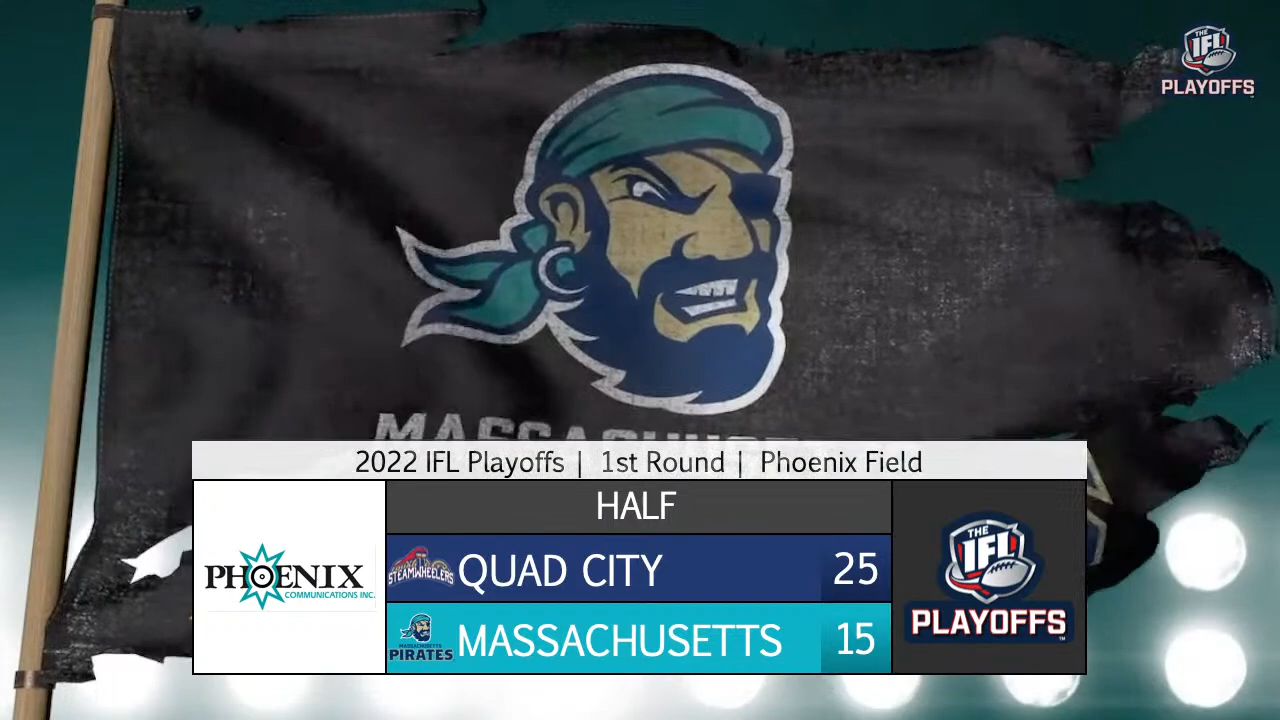 THE
IFL
PLAYOFFS
2022 IFL Playoffs | 1st Round | Phoenix Field
HALF
PHOENIX
COMMUNICATIONS INC.
STEAMWHEELERS
QUAD CITY 25
MASSACHUSETTS
PIRATES
MASSACHUSETTS 15
THE
IFL
PLAYOFFS